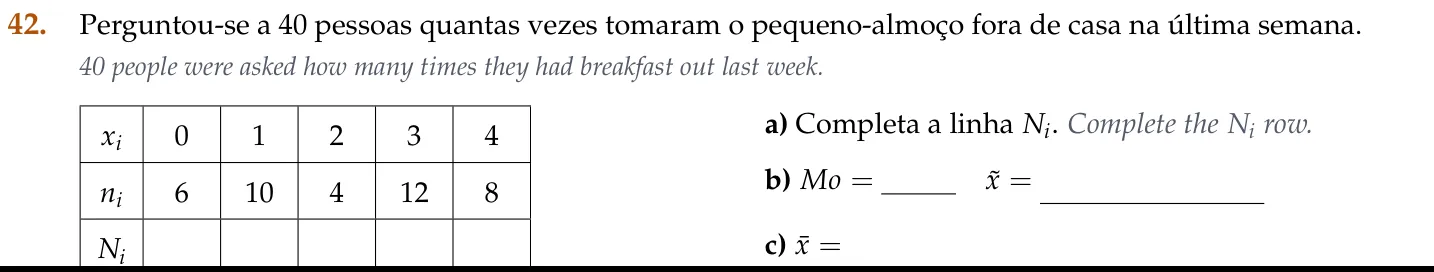 42. Perguntou-se a 40 pessoas quantas vezes tomaram o pequeno-almoço fora de casa na última semana.
40 people were asked how many times they had breakfast out last week.
xᵢ 0 1 2 3 4
nᵢ 6 10 4 12 8
Nᵢ
a) Completa a linha Nᵢ. Complete the Nᵢ row.
b) Mo = ______ x̃ = ______
c) x̄ =